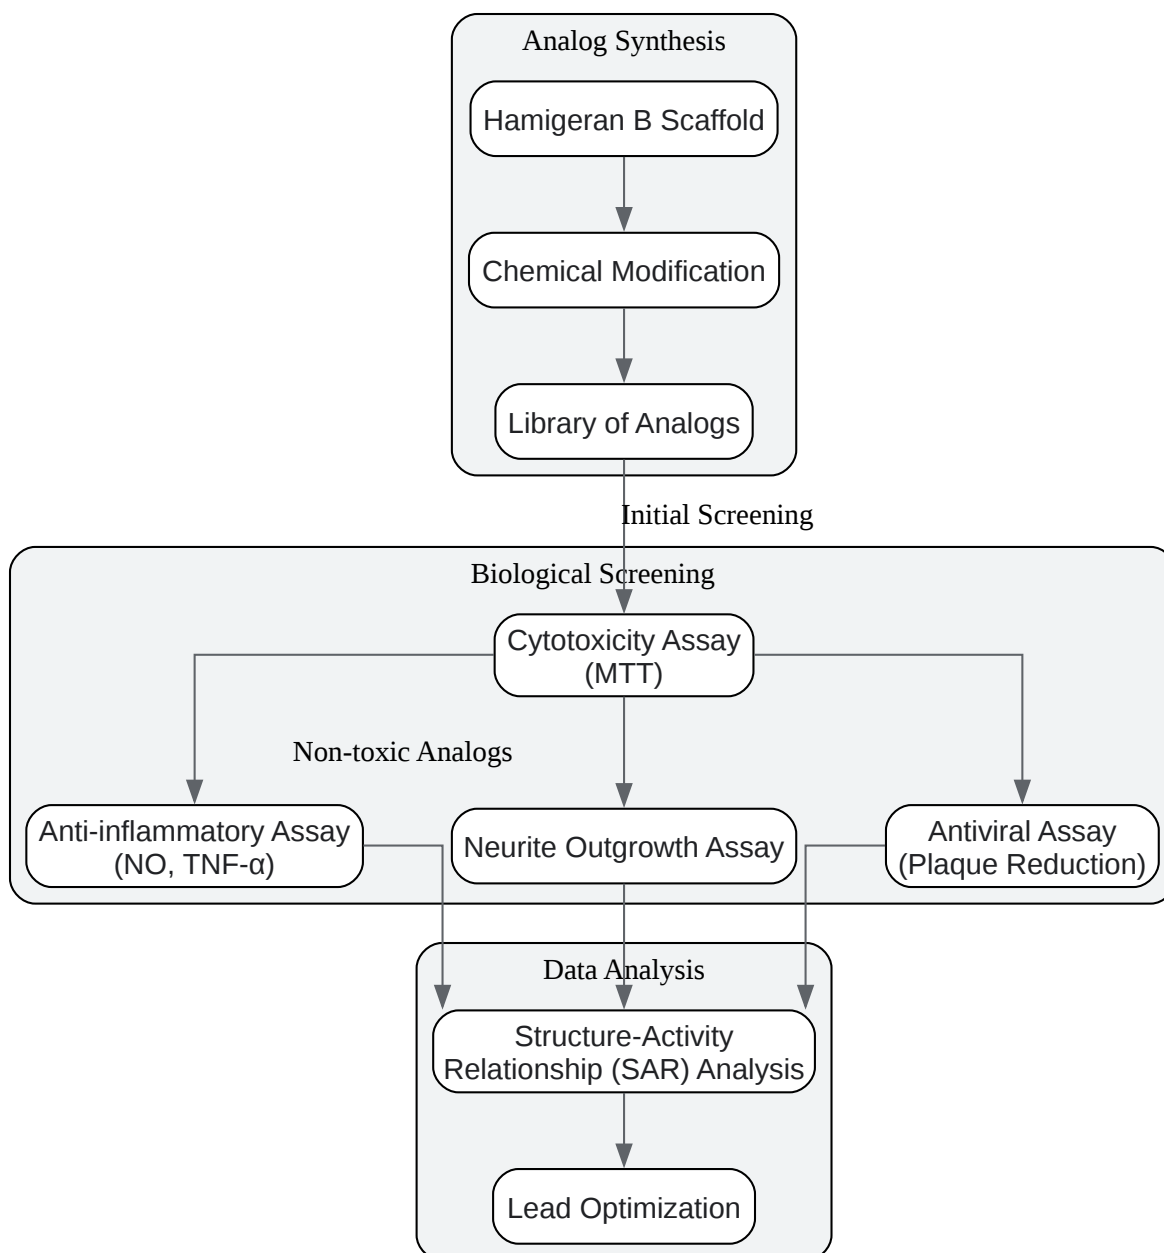 Analog Synthesis
Hamigeran B Scaffold
Chemical Modification
Library of Analogs
Initial Screening
Biological Screening
Cytotoxicity Assay
(MTT)
Non-toxic Analogs
Anti-inflammatory Assay
(NO, TNF-α)
Neurite Outgrowth Assay
Antiviral Assay
(Plaque Reduction)
Data Analysis
Structure-Activity
Relationship (SAR) Analysis
Lead Optimization